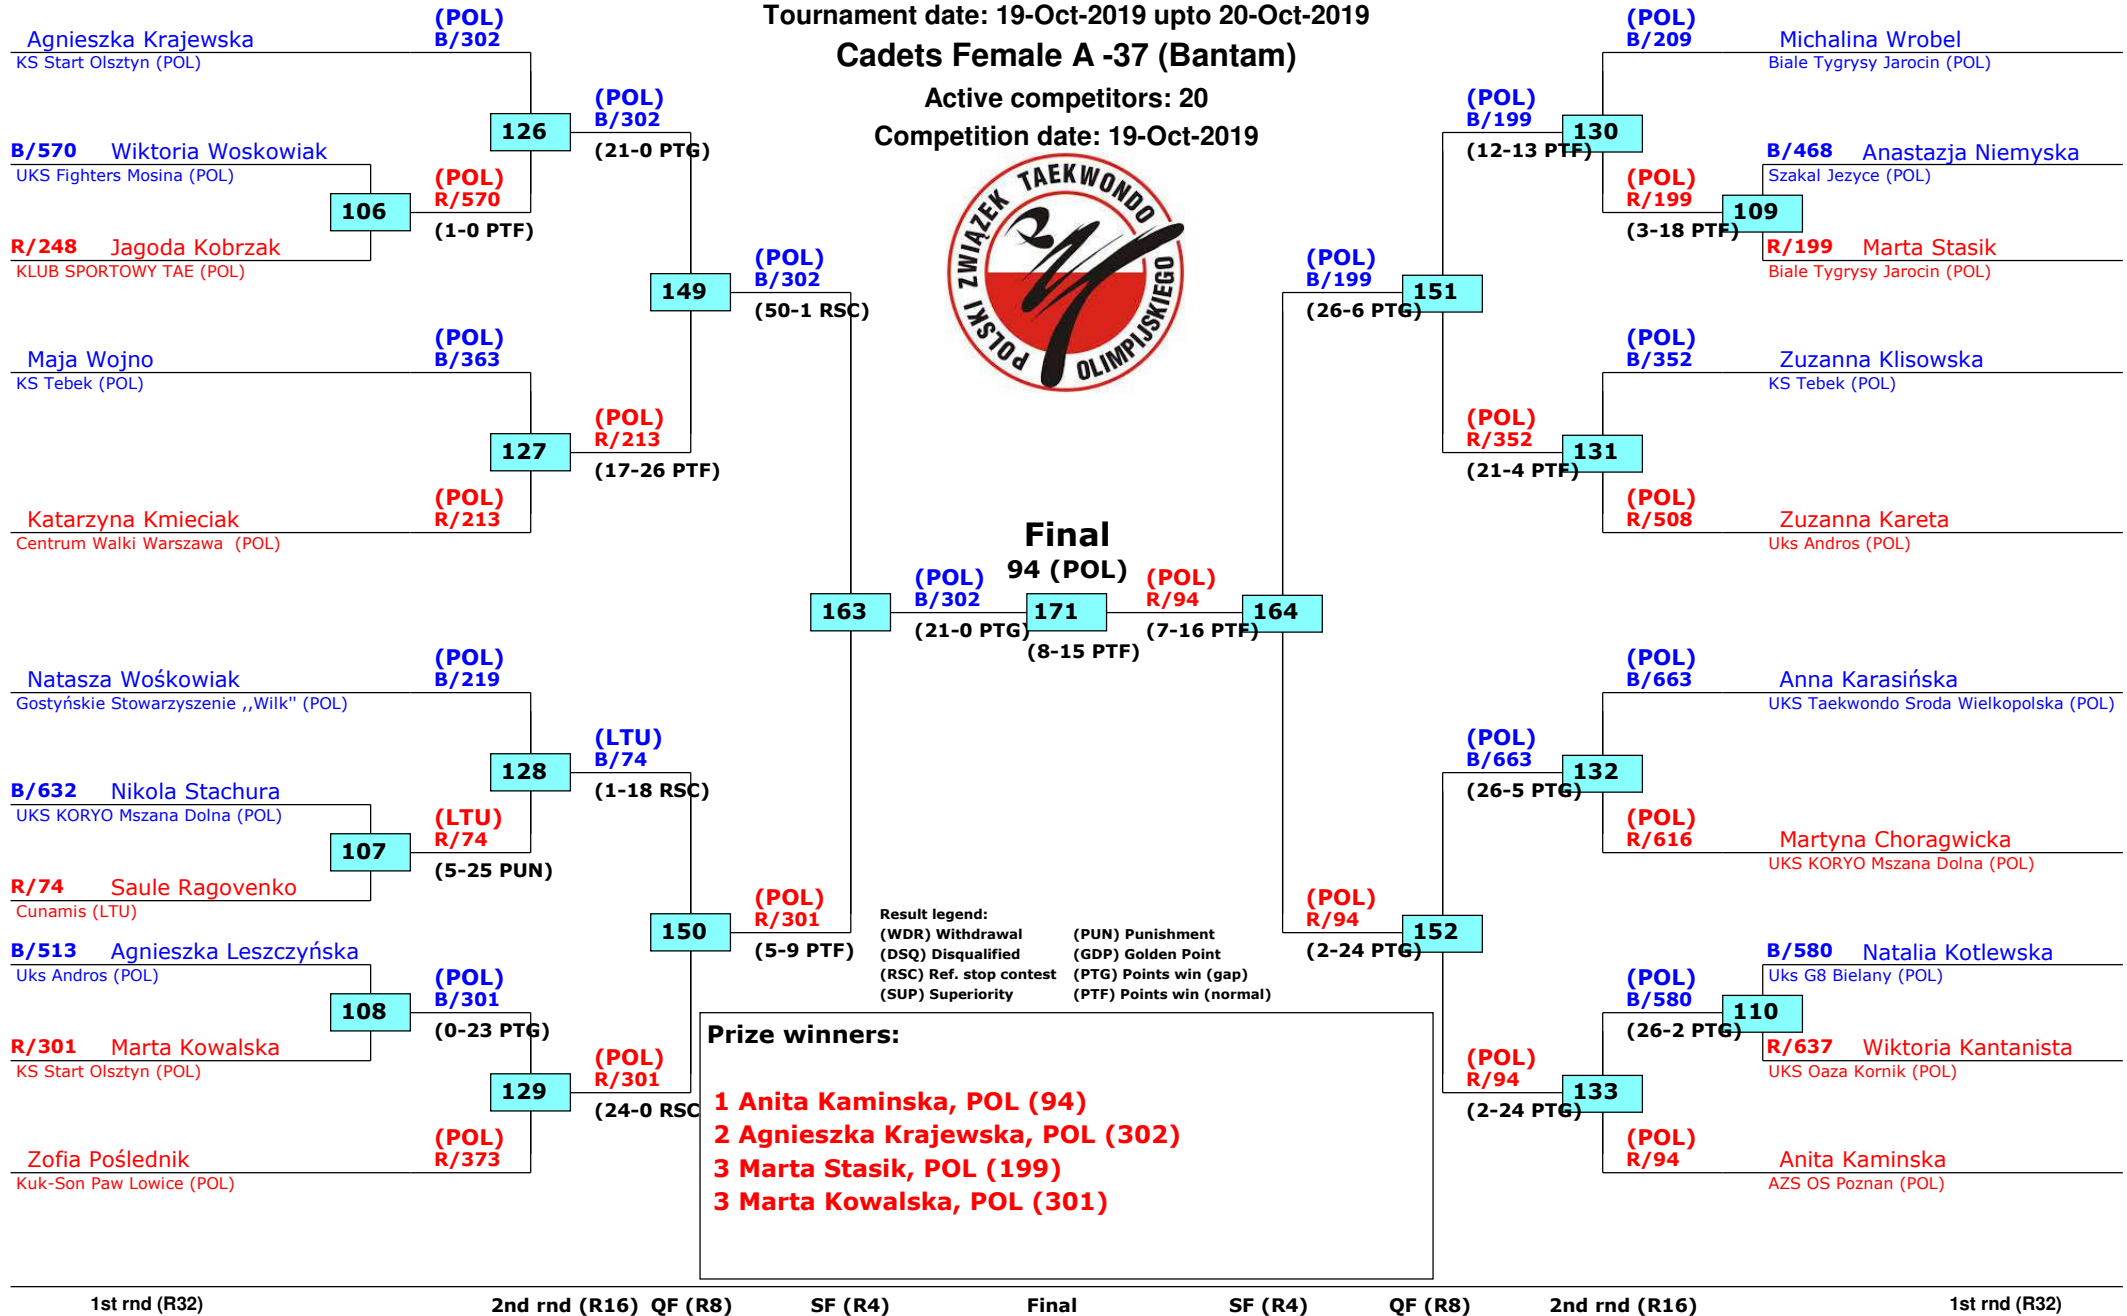 Tournament date: 19-Oct-2019 upto 20-Oct-2019
Cadets Female A -37 (Bantam)
Active competitors: 20
Competition date: 19-Oct-2019
POLSKI ZWIĄZEK TAEKWONDO OLIMPIJSKIEGO
Agnieszka Krajewska
KS Start Olsztyn (POL)
(POL)
B/302
B/570 Wiktoria Woskowiak
UKS Fighters Mosina (POL)
106
R/248 Jagoda Kobrzak
KLUB SPORTOWY TAE (POL)
(POL)
R/570
(1-0 PTF)
126
(POL)
B/302
(21-0 PTG)
Maja Wojno
KS Tebek (POL)
(POL)
B/363
127
Katarzyna Kmieciak
Centrum Walki Warszawa (POL)
(POL)
R/213
(POL)
R/213
(17-26 PTF)
149
(POL)
B/302
(50-1 RSC)
Natasza Wośkowiak
Gostyńskie Stowarzyszenie ,,Wilk" (POL)
(POL)
B/219
B/632 Nikola Stachura
UKS KORYO Mszana Dolna (POL)
107
R/74 Saule Ragovenko
Cunamis (LTU)
(LTU)
R/74
(5-25 PUN)
128
(LTU)
B/74
(1-18 RSC)
B/513 Agnieszka Leszczyńska
Uks Andros (POL)
108
R/301 Marta Kowalska
KS Start Olsztyn (POL)
(POL)
B/301
(0-23 PTG)
129
Zofia Poślednik
Kuk-Son Paw Lowice (POL)
(POL)
R/373
(POL)
R/301
(24-0 RSC
150
(POL)
R/301
(5-9 PTF)
163
(POL)
B/302
(21-0 PTG)
Final
94 (POL)
171
(8-15 PTF)
(POL)
R/94
(7-16 PTF)
164
(POL)
B/199
(26-6 PTG)
151
(POL)
B/199
(12-13 PTF)
130
(POL)
B/209
Michalina Wrobel
Biale Tygrysy Jarocin (POL)
(POL)
R/199
(3-18 PTF)
109
B/468 Anastazja Niemyska
Szakal Jezyce (POL)
R/199 Marta Stasik
Biale Tygrysy Jarocin (POL)
(POL)
R/352
(21-4 PTF)
131
(POL)
B/352
Zuzanna Klisowska
KS Tebek (POL)
(POL)
R/508
Zuzanna Kareta
Uks Andros (POL)
(POL)
R/94
(2-24 PTG)
152
(POL)
B/663
(26-5 PTG)
132
(POL)
B/663
Anna Karasińska
UKS Taekwondo Sroda Wielkopolska (POL)
(POL)
R/616
Martyna Choragwicka
UKS KORYO Mszana Dolna (POL)
(POL)
R/94
(2-24 PTG)
133
(POL)
B/580
(26-2 PTG)
110
B/580 Natalia Kotlewska
Uks G8 Bielany (POL)
R/637 Wiktoria Kantanista
UKS Oaza Kornik (POL)
(POL)
R/94
Anita Kaminska
AZS OS Poznan (POL)
Result legend:
(WDR) Withdrawal (PUN) Punishment
(DSQ) Disqualified (GDP) Golden Point
(RSC) Ref. stop contest (PTG) Points win (gap)
(SUP) Superiority (PTF) Points win (normal)
Prize winners:
1 Anita Kaminska, POL (94)
2 Agnieszka Krajewska, POL (302)
3 Marta Stasik, POL (199)
3 Marta Kowalska, POL (301)
1st rnd (R32) 2nd rnd (R16) QF (R8) SF (R4) Final SF (R4) QF (R8) 2nd rnd (R16) 1st rnd (R32)